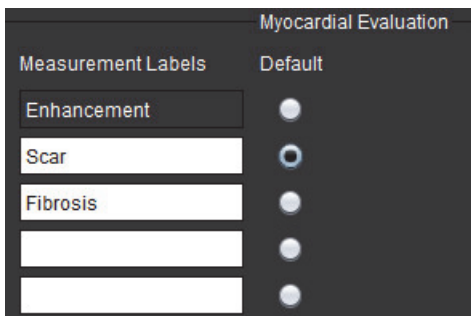 Myocardial Evaluation
Measurement Labels Default
Enhancement
Scar
Fibrosis